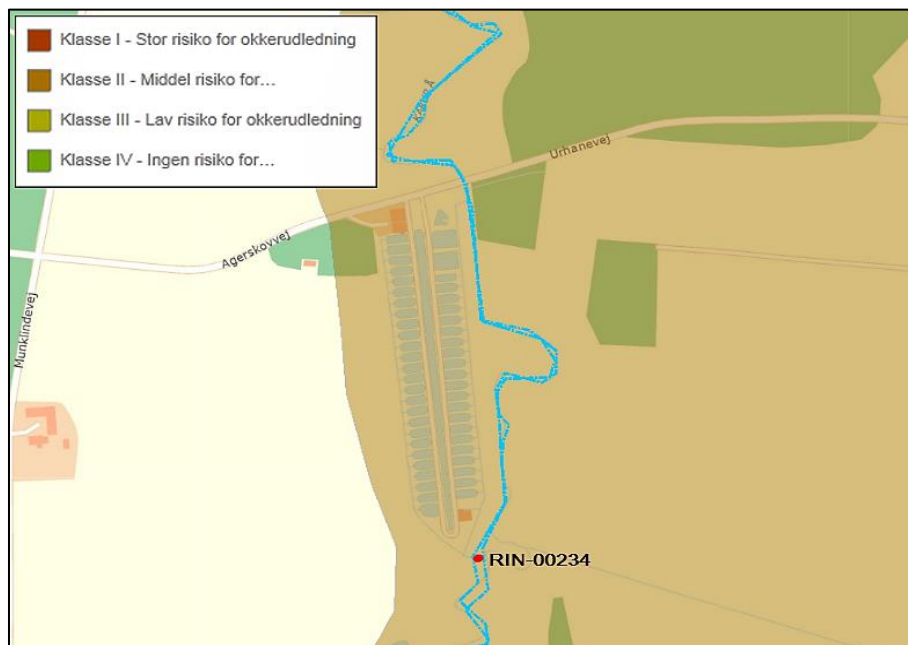 Klasse I - Stor risiko for okkerudledning
Klasse II - Middel risiko for...
Klasse III - Lav risiko for okkerudledning
Klasse IV - Ingen risiko for...
Urhanevej
Agerskovvej
Munklindevej
RIN-00234